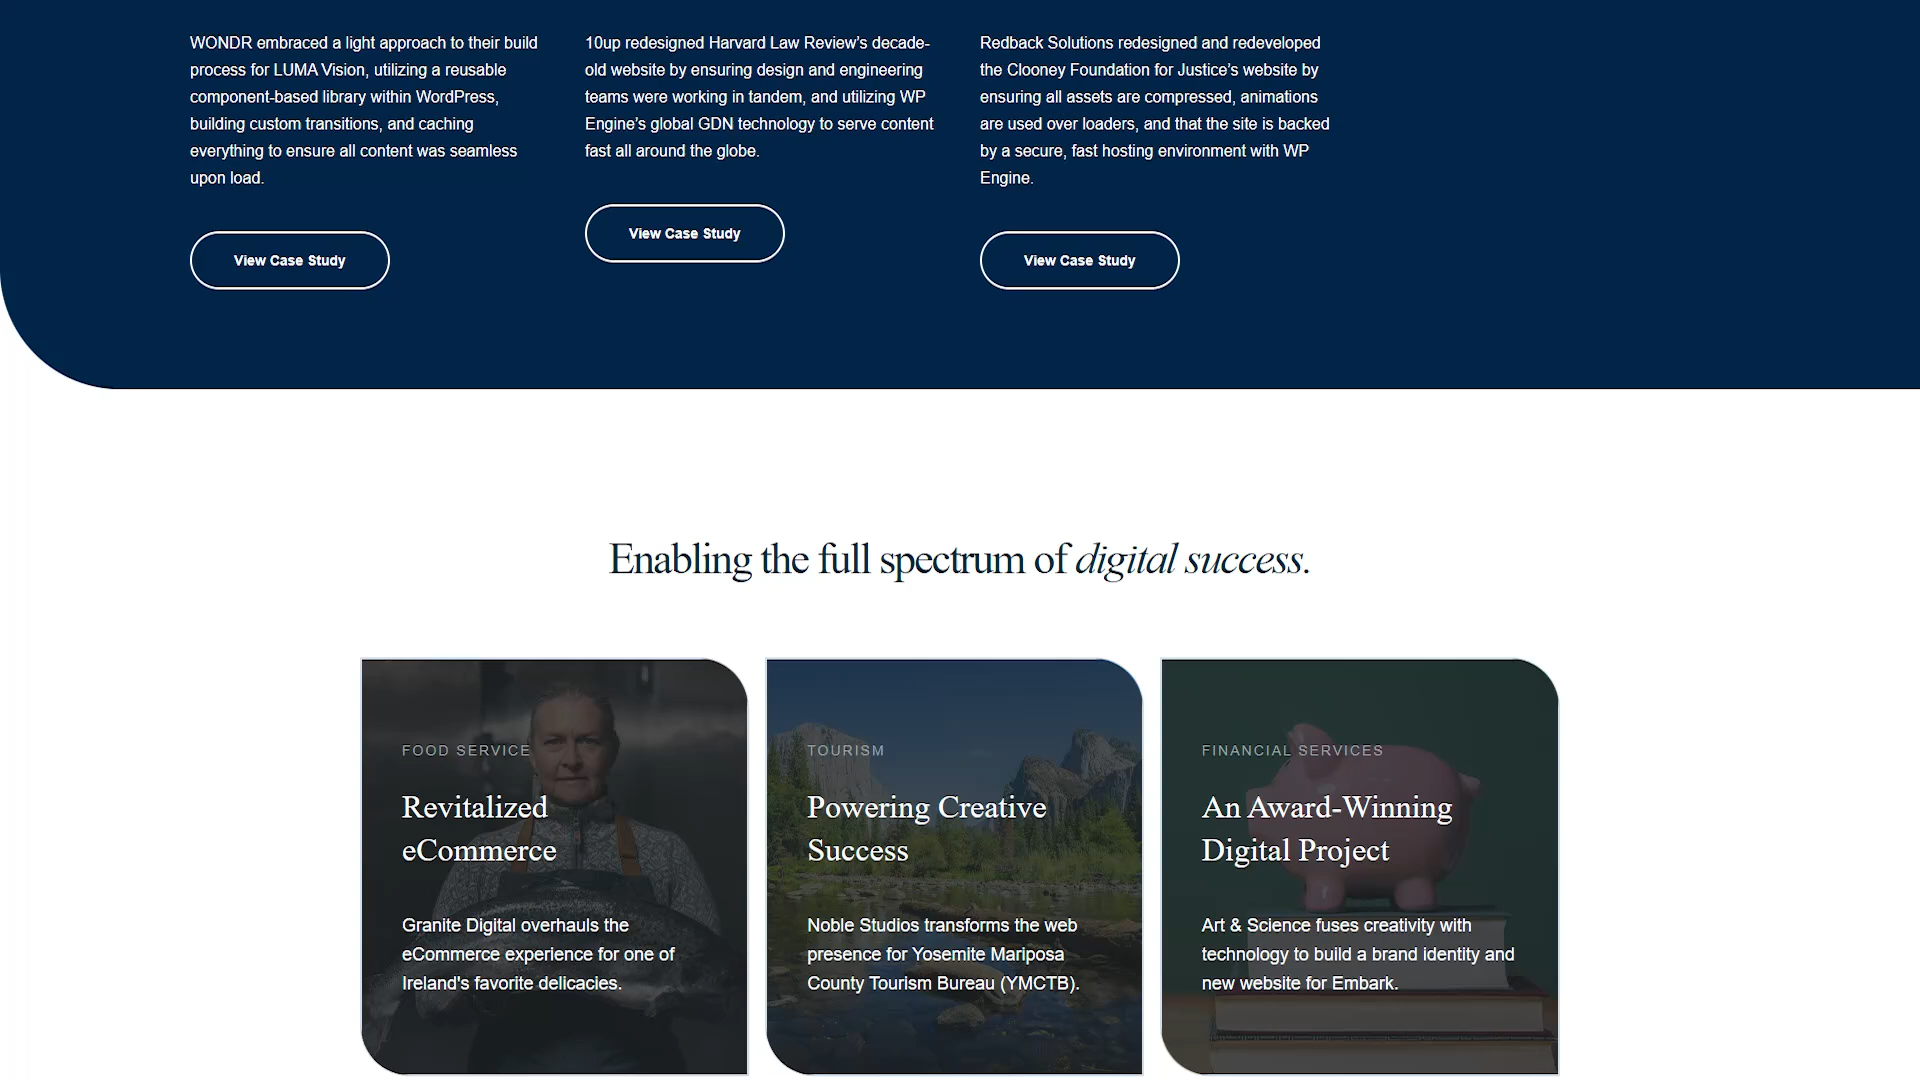 WONDR embraced a light approach to their build
process for LUMA Vision, utilizing a reusable
component-based library within WordPress,
building custom transitions, and caching
everything to ensure all content was seamless
upon load.
View Case Study
10up redesigned Harvard Law Review’s decade-
old website by ensuring design and engineering
teams were working in tandem, and utilizing WP
Engine’s global GDN technology to serve content
fast all around the globe.
View Case Study
Redback Solutions redesigned and redeveloped
the Clooney Foundation for Justice’s website by
ensuring all assets are compressed, animations
are used over loaders, and that the site is backed
by a secure, fast hosting environment with WP
Engine.
View Case Study
Enabling the full spectrum of digital success.
FOOD SERVICE
Revitalized
eCommerce
Granite Digital overhauls the
eCommerce experience for one of
Ireland's favorite delicacies.
TOURISM
Powering Creative
Success
Noble Studios transforms the web
presence for Yosemite Mariposa
County Tourism Bureau (YMCTB).
FINANCIAL SERVICES
An Award-Winning
Digital Project
Art & Science fuses creativity with
technology to build a brand identity and
new website for Embark.